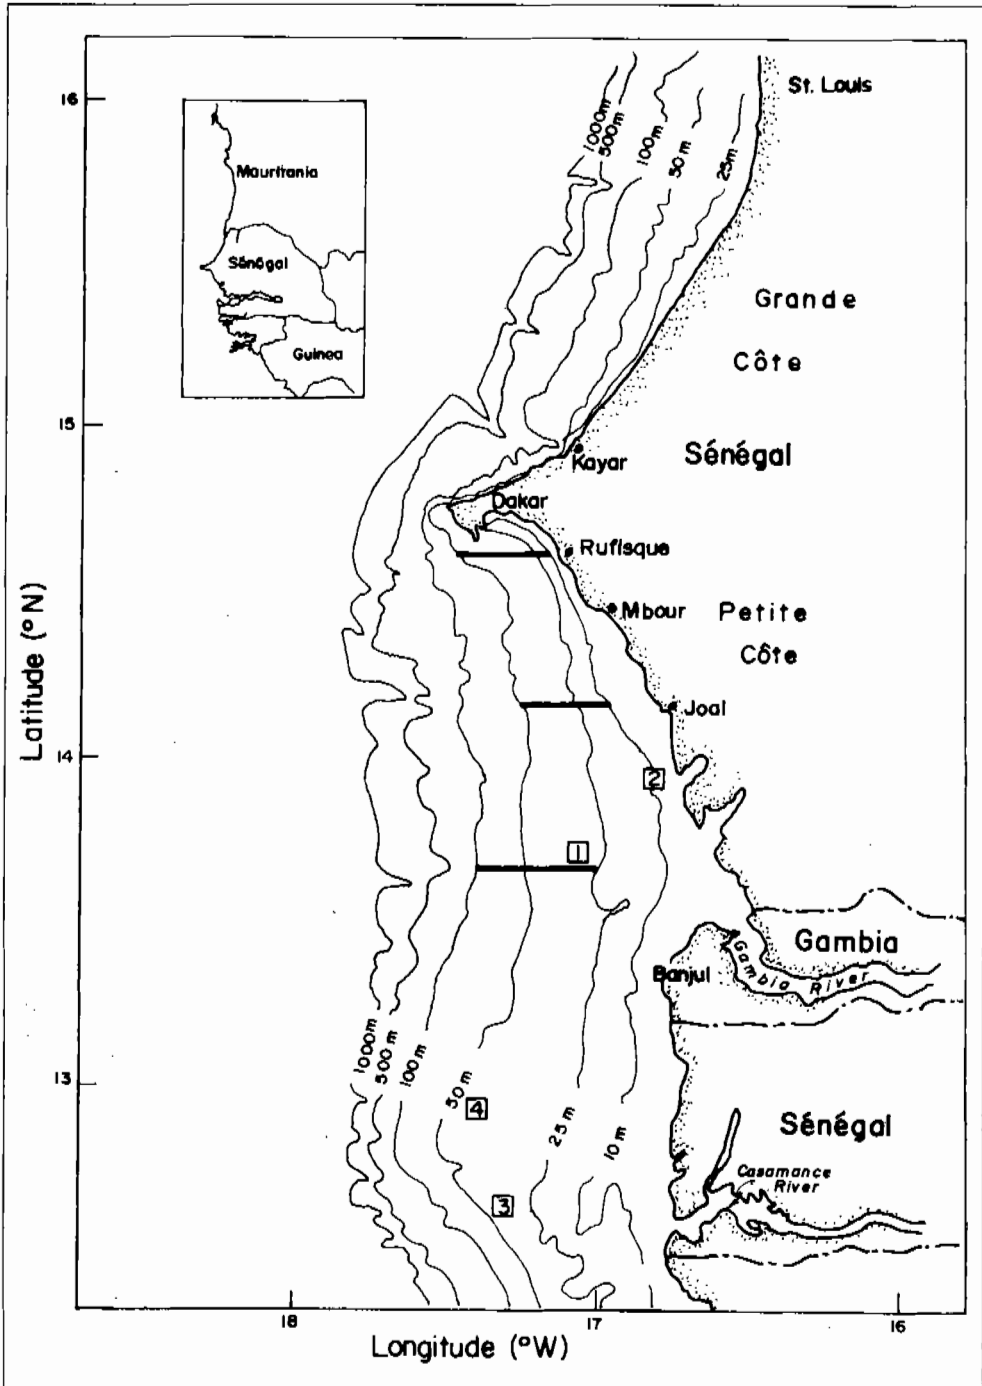 St. Louis
16
1000m
500m
100m
50 m
25m
Mauritania
Sénégal
Guinea
Grande
Côte
15
Kayar
Sénégal
Dakar
Rufisque
Mbour
Petite
Côte
Joal
14
2
1
Gambia
Gambia River
Banjul
13
1000m
500m
100m
50 m
25 m
10 m
4
Sénégal
Casamance
River
3
18
17
16
Latitude (°N)
Longitude (°W)